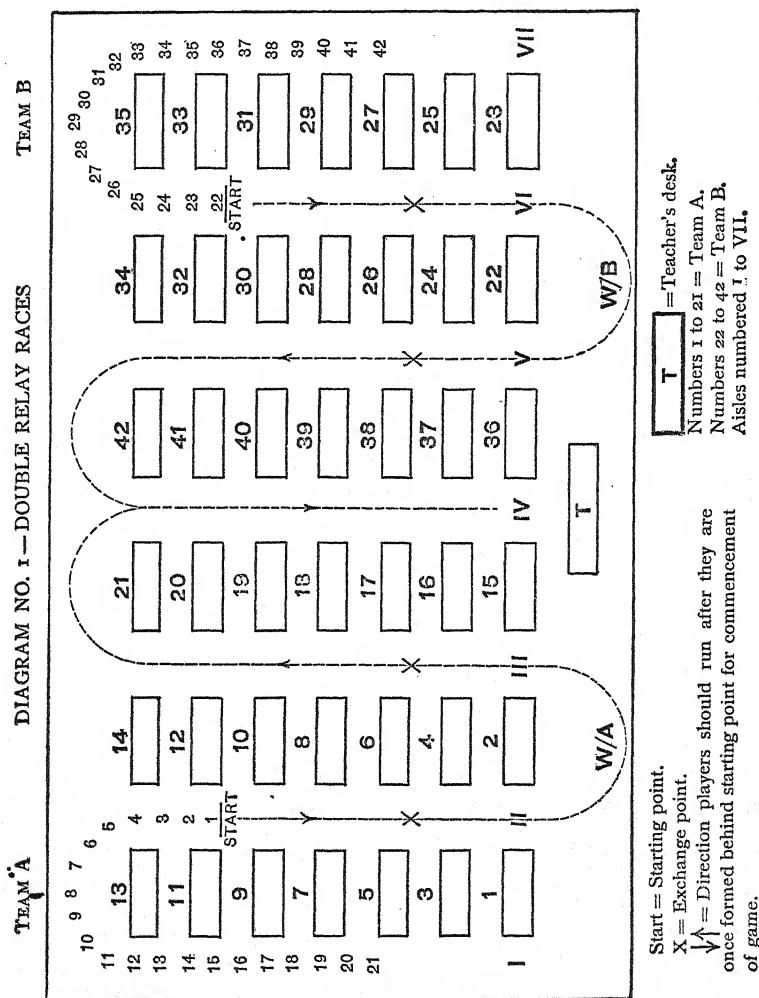 TEAM A
DIAGRAM NO. 1—DOUBLE RELAY RACES
TEAM B
10 9 8 7 6 27 28 29 30 31
11 5 26 32
12 13 4 14 21 42 34 25 35 33
13 3 24 34
14 11 2 12 20 41 32 23 33 35
15 1 22 36
START START
16 9 10 19 40 30 31 37
17 38
18 7 8 18 39 28 29 39
19 40
20 5 6 17 38 26 27 41
21 42
X X X X
3 4 16 37 24 25
1 2 15 36 22 23
I II III IV V VI VII
W/A T W/B
Start = Starting point.
X = Exchange point.
= Direction players should run after they are
once formed behind starting point for commencement
of game.
T = Teacher's desk.
Numbers 1 to 21 = Team A.
Numbers 22 to 42 = Team B.
Aisles numbered I to VII.